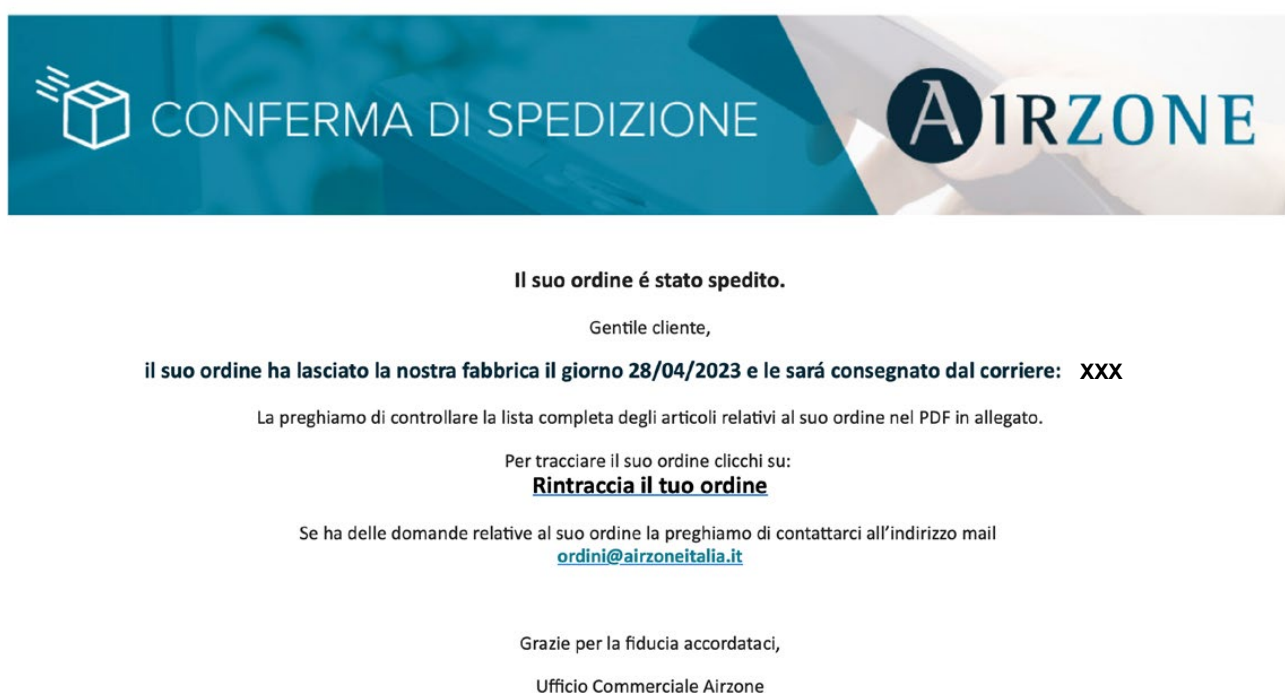 CONFERMA DI SPEDIZIONE
AIRZONE
Il suo ordine é stato spedito.
Gentile cliente,
il suo ordine ha lasciato la nostra fabbrica il giorno 28/04/2023 e le sará consegnato dal corriere: XXX
La preghiamo di controllare la lista completa degli articoli relativi al suo ordine nel PDF in allegato.
Per tracciare il suo ordine clicchi su:
Rintraccia il tuo ordine
Se ha delle domande relative al suo ordine la preghiamo di contattarci all'indirizzo mail
ordini@airzoneitalia.it
Grazie per la fiducia accordataci,
Ufficio Commerciale Airzone